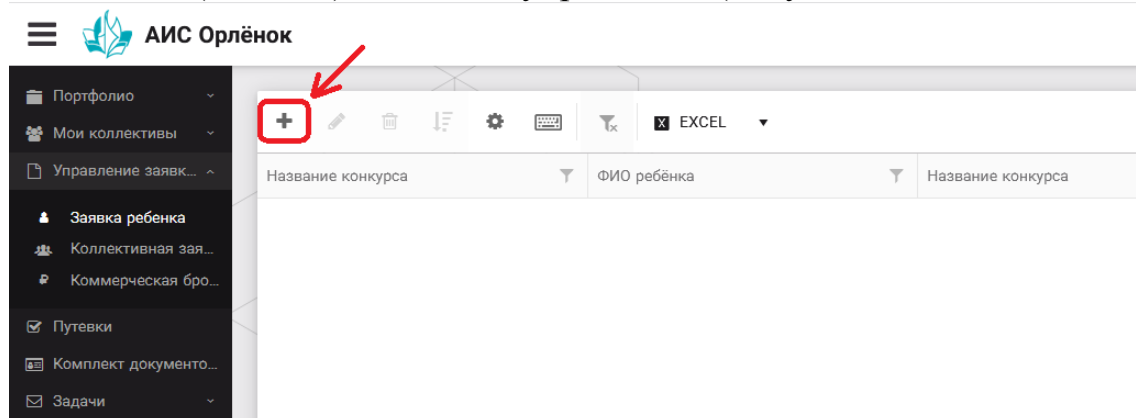 АИС Орлёнок
Портфолио
Мои коллективы
Управление заявк...
Заявка ребенка
Коллективная зая...
Коммерческая бро...
Путевки
Комплект документо...
Задачи
EXCEL
Название конкурса ФИО ребёнка Название конкурса